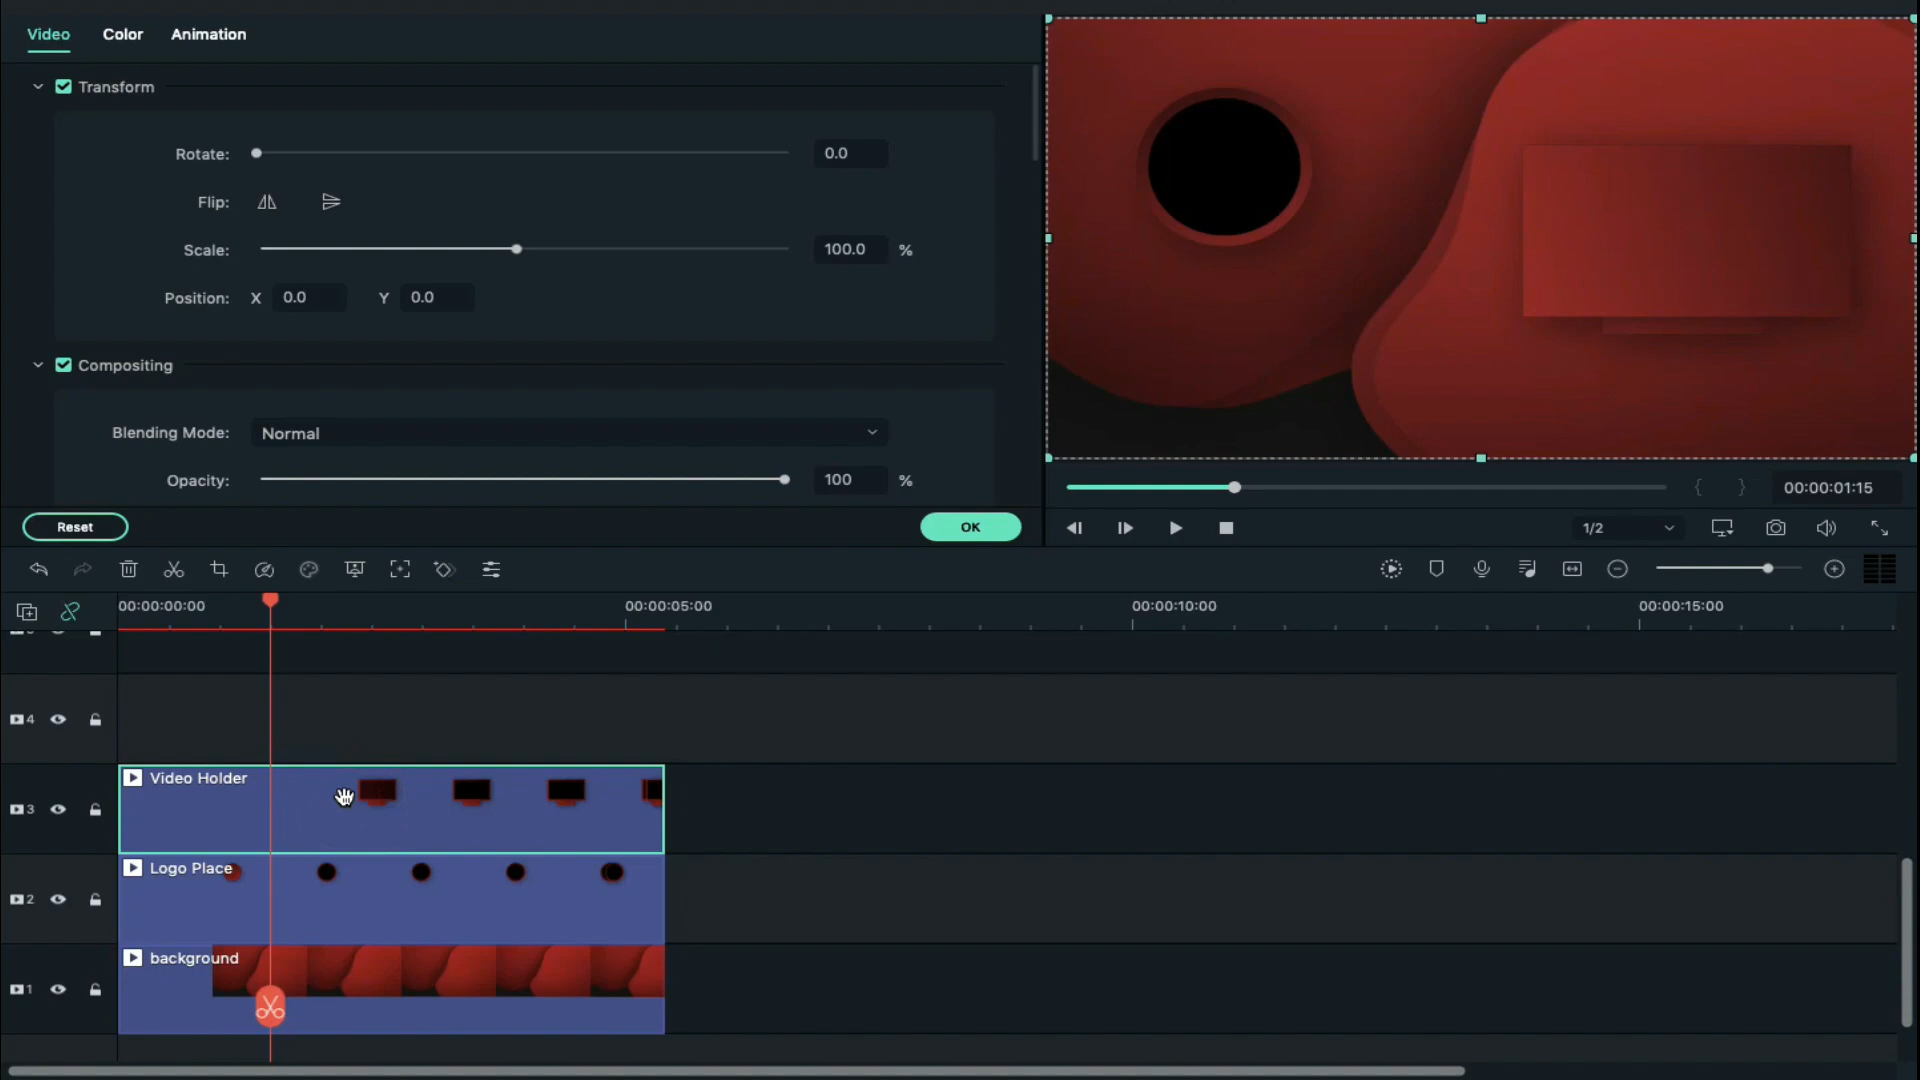 Video Color Animation
Transform
Rotate: 0.0
Flip:
Scale: 100.0 %
Position: X 0.0 Y 0.0
Compositing
Blending Mode: Normal
Opacity: 100 %
Reset OK
00:00:01:15
1/2
00:00:00:00 00:00:05:00 00:00:10:00 00:00:15:00
4
3 Video Holder
2 Logo Place
1 background